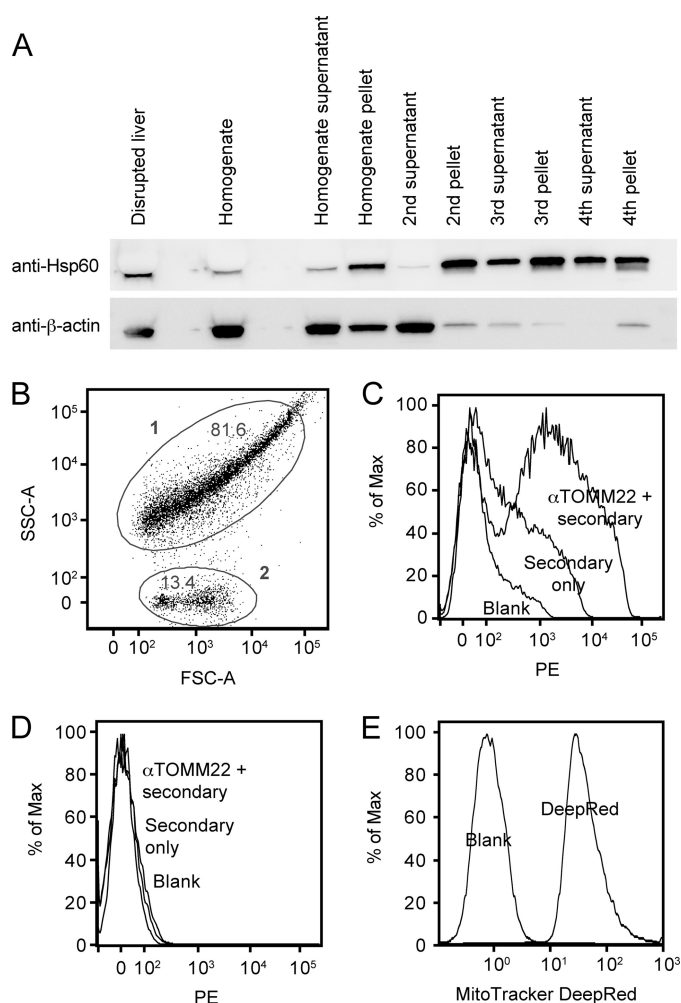 A
Disrupted liver
Homogenate
Homogenate supernatant
Homogenate pellet
2nd supernatant
2nd pellet
3rd supernatant
3rd pellet
4th supernatant
4th pellet
anti-Hsp60
anti-β-actin
B
10⁵
10⁴
10³
10²
0
SSC-A
1
81.6
13.4
2
0 10² 10³ 10⁴ 10⁵
FSC-A
C
100
80
60
40
20
0
% of Max
αTOMM22 +
secondary
Secondary
only
Blank
0 10² 10³ 10⁴ 10⁵
PE
D
100
80
60
40
20
0
% of Max
αTOMM22 +
secondary
Secondary
only
Blank
0 10² 10³ 10⁴ 10⁵
PE
E
100
80
60
40
20
0
% of Max
Blank
DeepRed
10⁰ 10¹ 10² 10³
MitoTracker DeepRed